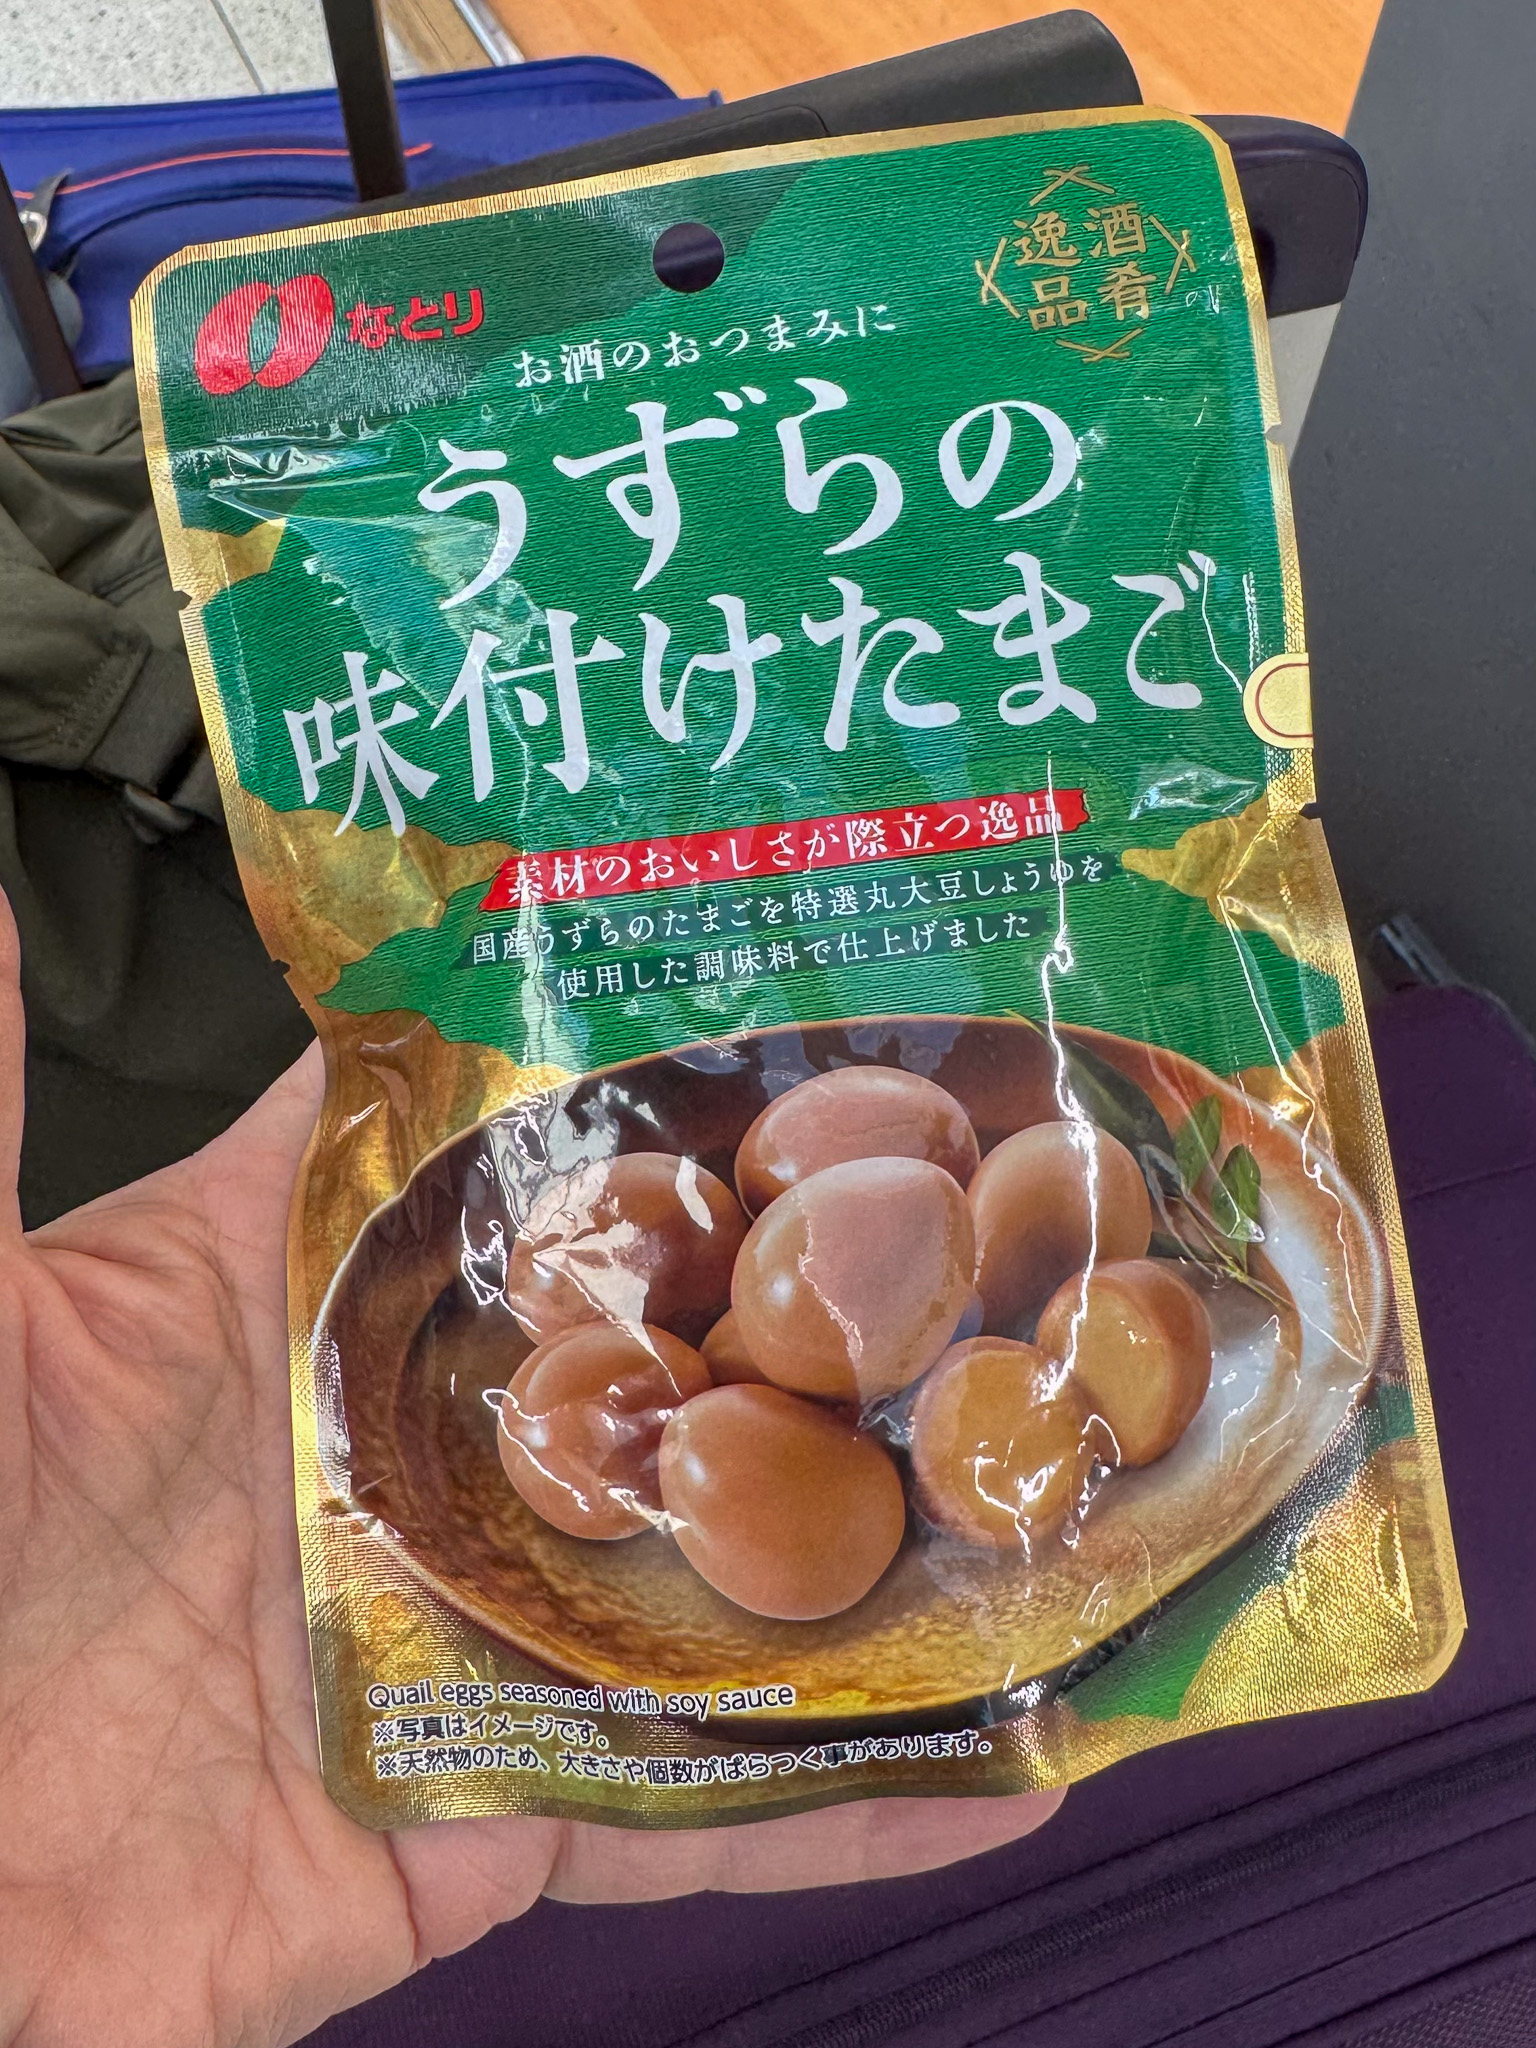 なとり
酒肴
逸品
お酒のおつまみに
うずらの
味付けたまご
素材のおいしさが際立つ逸品
国産うずらのたまごを特選丸大豆しょうゆを
使用した調味料で仕上げました
Quail eggs seasoned with soy sauce
※写真はイメージです。
※天然物のため、大きさや個数がばらつく事があります。